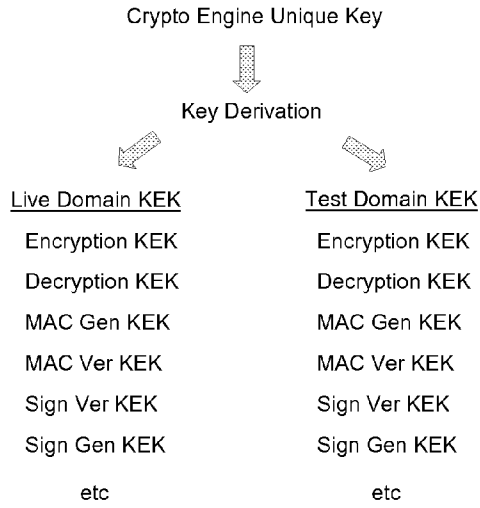 Crypto Engine Unique Key
Key Derivation
Live Domain KEK
Encryption KEK
Decryption KEK
MAC Gen KEK
MAC Ver KEK
Sign Ver KEK
Sign Gen KEK
etc
Test Domain KEK
Encryption KEK
Decryption KEK
MAC Gen KEK
MAC Ver KEK
Sign Ver KEK
Sign Gen KEK
etc